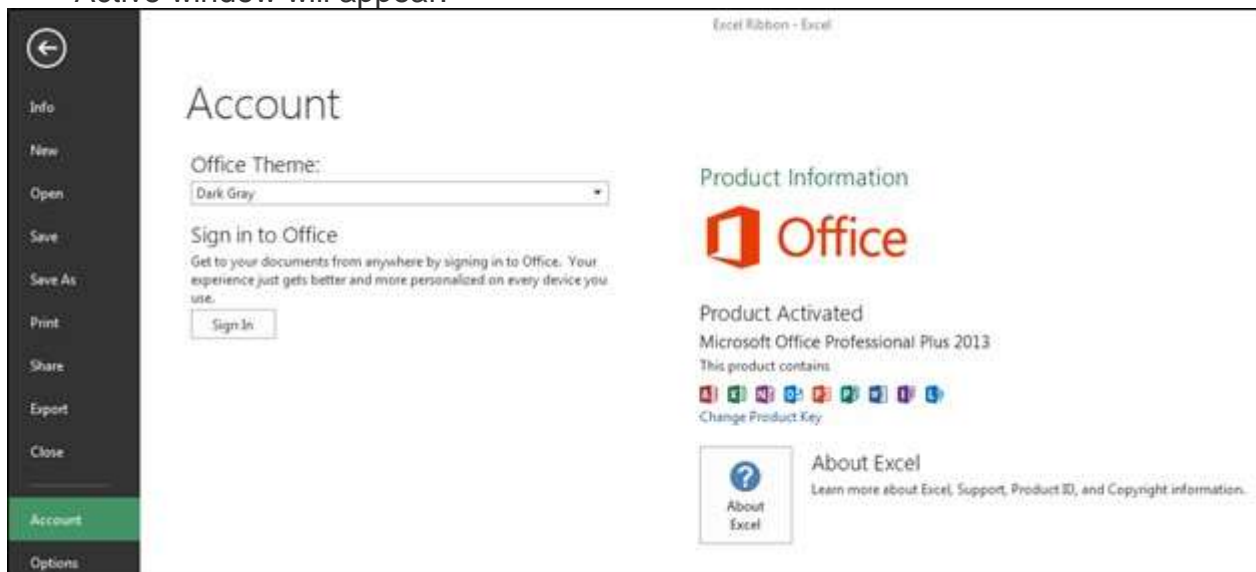 Active window will appear.
Excel Ribbon - Excel
Info
New
Open
Save
Save As
Print
Share
Export
Close
Account
Options
Account
Office Theme:
Dark Gray
Sign in to Office
Get to your documents from anywhere by signing in to Office. Your
experience just gets better and more personalized on every device you
use.
Sign In
Product Information
Office
Product Activated
Microsoft Office Professional Plus 2013
This product contains
Change Product Key
About
Excel
About Excel
Learn more about Excel, Support, Product ID, and Copyright information.